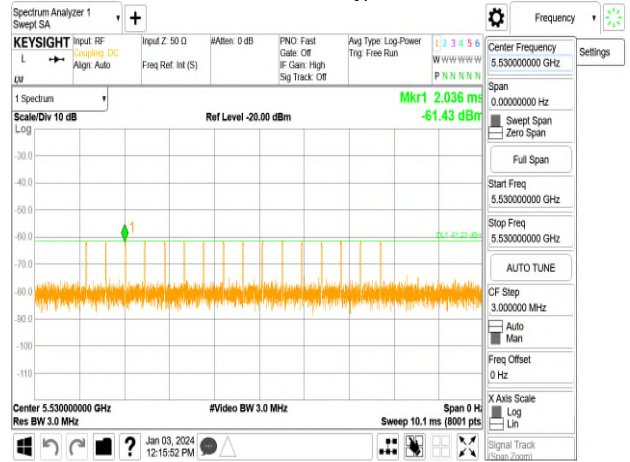 Spectrum Analyzer 1
Swept SA
Frequency
Settings
KEYSIGHT
L
Input: RF
Coupling: DC
Align: Auto
Input Z: 50 Ω
Freq Ref: Int (S)
#Atten: 0 dB
PNO: Fast
Gate: Off
IF Gain: High
Sig Track: Off
Avg Type: Log-Power
Trig: Free Run
1 2 3 4 5 6
W W W W W W
P N N N N N
1 Spectrum
Mkr1 2.036 ms
-61.43 dBm
Scale/Div 10 dB
Ref Level -20.00 dBm
Log
-30.0
-40.0
-50.0
-60.0
-70.0
-80.0
-90.0
-100
-110
1
Center 5.530000000 GHz
Res BW 3.0 MHz
#Video BW 3.0 MHz
Span 0 Hz
Sweep 10.1 ms (8001 pts
Center Frequency
5.530000000 GHz
Span
0.00000000 Hz
Swept Span
Zero Span
Full Span
Start Freq
5.530000000 GHz
Stop Freq
5.530000000 GHz
AUTO TUNE
CF Step
3.000000 MHz
Auto
Man
Freq Offset
0 Hz
X Axis Scale
Log
Lin
Signal Track
(Span Zoom)
Jan 03, 2024
12:15:52 PM